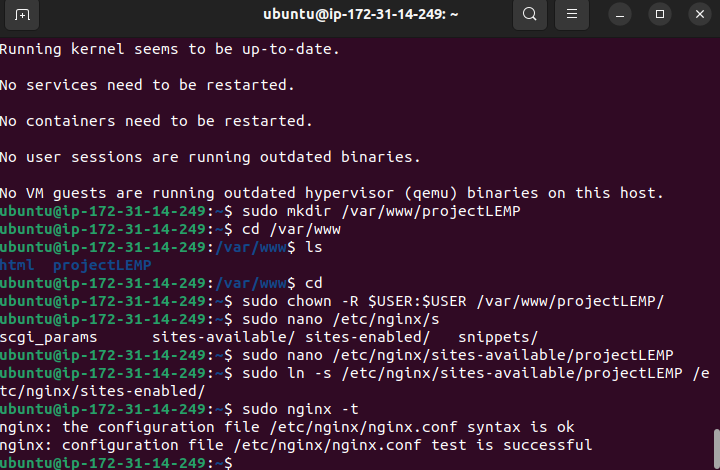 ubuntu@ip-172-31-14-249: ~
Running kernel seems to be up-to-date.
No services need to be restarted.
No containers need to be restarted.
No user sessions are running outdated binaries.
No VM guests are running outdated hypervisor (qemu) binaries on this host.
ubuntu@ip-172-31-14-249:~$ sudo mkdir /var/www/projectLEMP
ubuntu@ip-172-31-14-249:~$ cd /var/www
ubuntu@ip-172-31-14-249:/var/www$ ls
html  projectLEMP
ubuntu@ip-172-31-14-249:/var/www$ cd
ubuntu@ip-172-31-14-249:~$ sudo chown -R $USER:$USER /var/www/projectLEMP/
ubuntu@ip-172-31-14-249:~$ sudo nano /etc/nginx/s
scgi_params      sites-available/ sites-enabled/   snippets/
ubuntu@ip-172-31-14-249:~$ sudo nano /etc/nginx/sites-available/projectLEMP
ubuntu@ip-172-31-14-249:~$ sudo ln -s /etc/nginx/sites-available/projectLEMP /e
tc/nginx/sites-enabled/
ubuntu@ip-172-31-14-249:~$ sudo nginx -t
nginx: the configuration file /etc/nginx/nginx.conf syntax is ok
nginx: configuration file /etc/nginx/nginx.conf test is successful
ubuntu@ip-172-31-14-249:~$